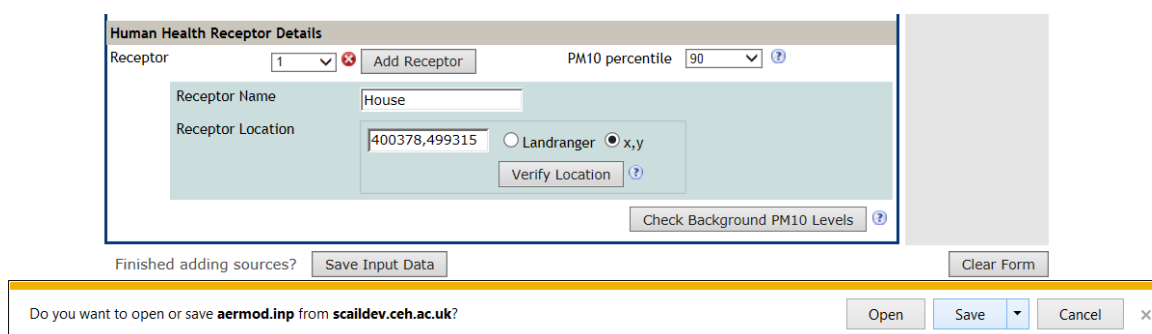 Human Health Receptor Details
Receptor 1 Add Receptor PM10 percentile 90 ?
Receptor Name House
Receptor Location 400378,499315 Landranger x,y
Verify Location ?
Check Background PM10 Levels ?
Finished adding sources? Save Input Data Clear Form
Do you want to open or save aermod.inp from scaildev.ceh.ac.uk? Open Save Cancel